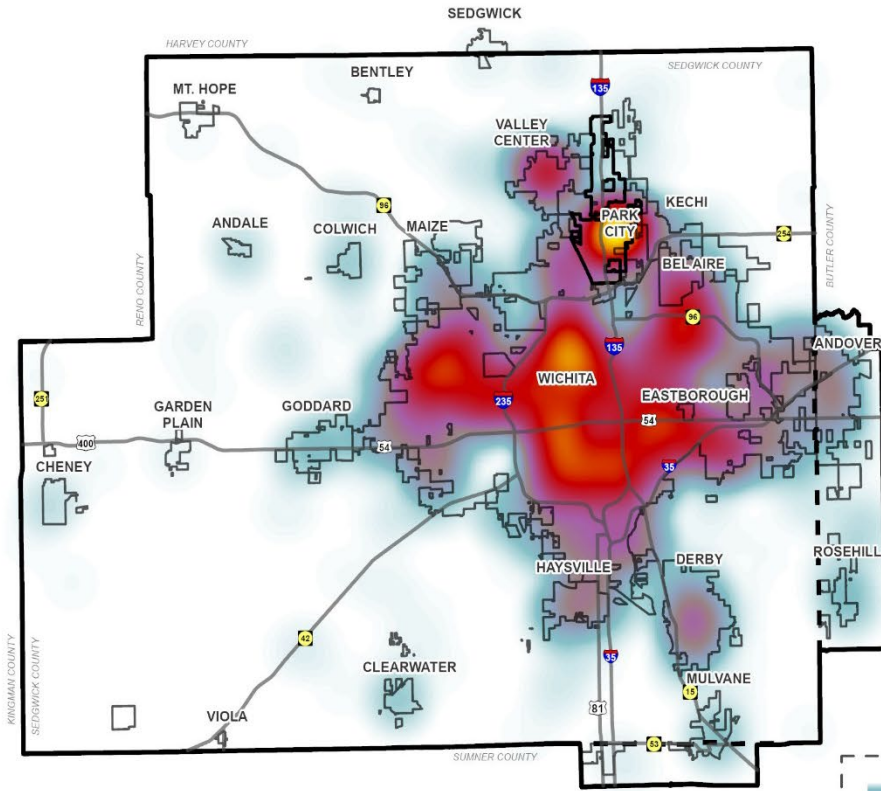 SEDGWICK
HARVEY COUNTY
SEDGWICK COUNTY
BENTLEY
MT. HOPE
135
VALLEY
CENTER
96
KECHI
PARK
CITY
ANDALE
COLWICH
MAIZE
254
BEL AIRE
RENO COUNTY
BUTLER COUNTY
96
135
ANDOVER
WICHITA
EASTBOROUGH
251
235
GARDEN
PLAIN
GODDARD
54
400
54
CHENEY
35
HAYSVILLE
DERBY
ROSEHILL
42
KINGMAN COUNTY
SEDGWICK COUNTY
35
CLEARWATER
MULVANE
15
VIOLA
81
53
SUMNER COUNTY